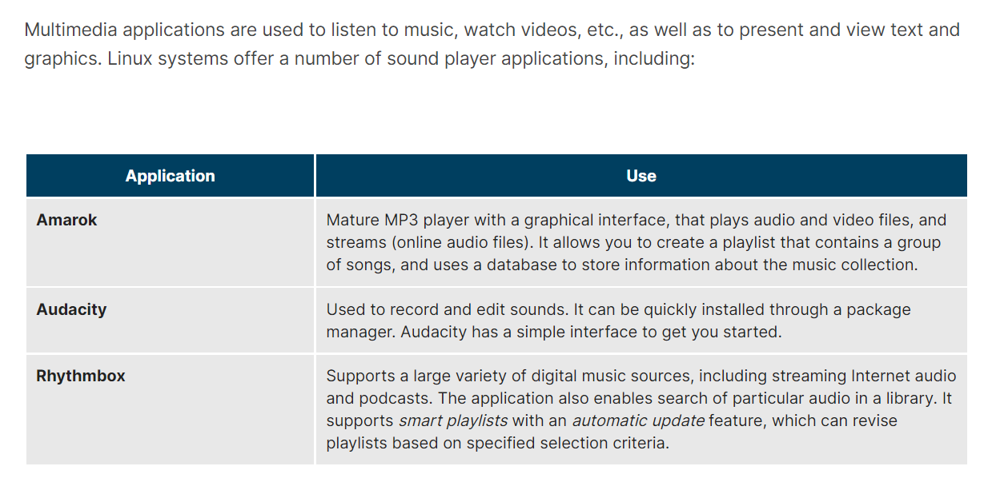 Multimedia applications are used to listen to music, watch videos, etc., as well as to present and view text and
graphics. Linux systems offer a number of sound player applications, including:
Application
Use
Amarok
Mature MP3 player with a graphical interface, that plays audio and video files, and
streams (online audio files). It allows you to create a playlist that contains a group
of songs, and uses a database to store information about the music collection.
Audacity
Used to record and edit sounds. It can be quickly installed through a package
manager. Audacity has a simple interface to get you started.
Rhythmbox
Supports a large variety of digital music sources, including streaming Internet audio
and podcasts. The application also enables search of particular audio in a library. It
supports smart playlists with an automatic update feature, which can revise
playlists based on specified selection criteria.